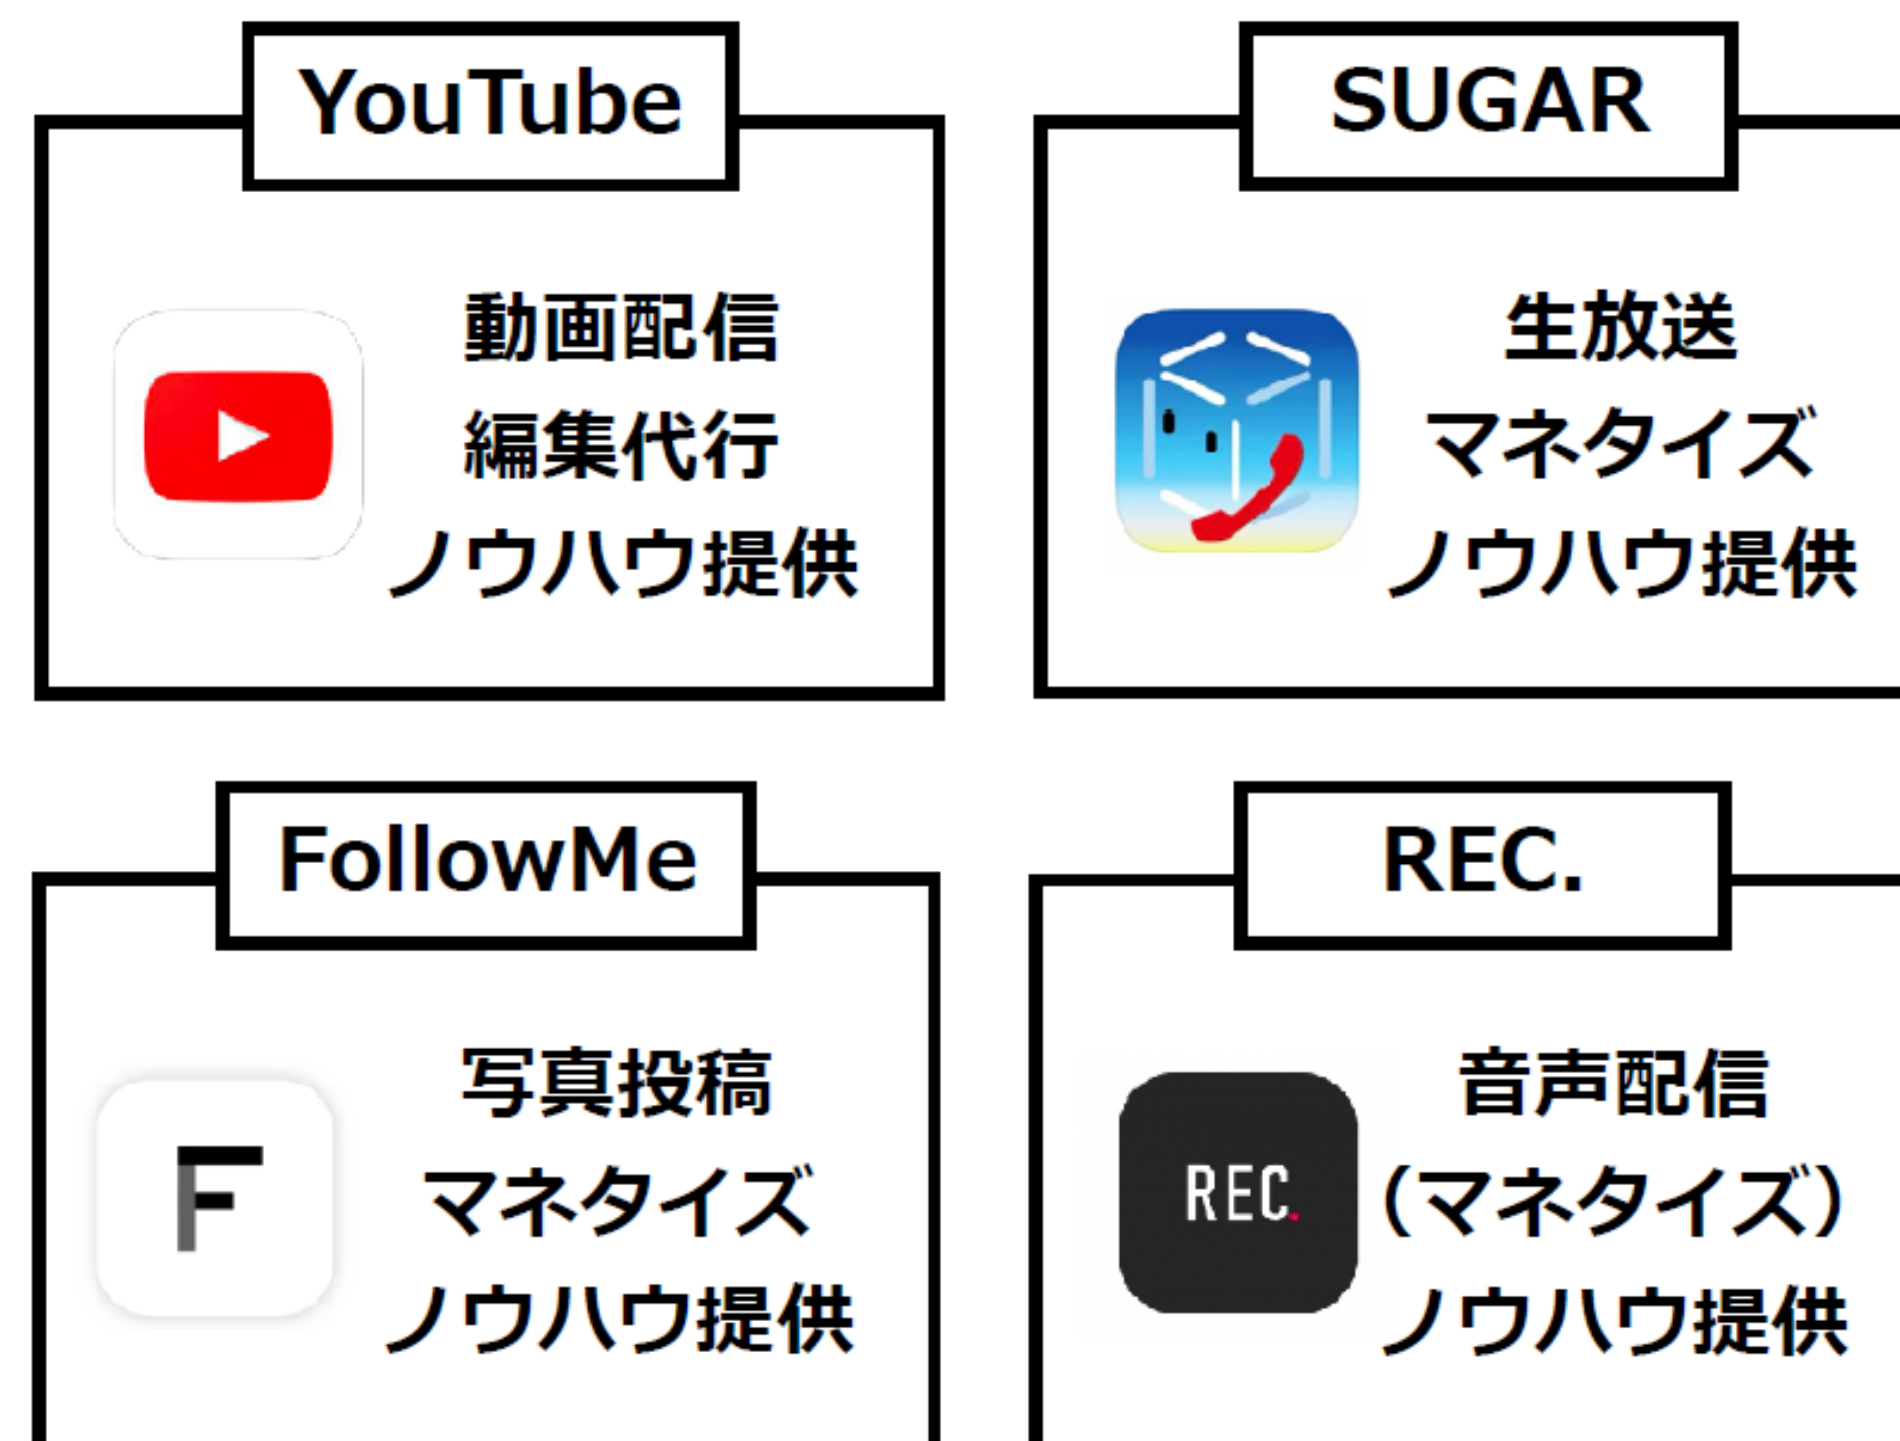 YouTube
動画配信
編集代行
ノウハウ提供
SUGAR
生放送
マネタイズ
ノウハウ提供
FollowMe
F
写真投稿
マネタイズ
ノウハウ提供
REC.
REC.
音声配信
（マネタイズ）
ノウハウ提供